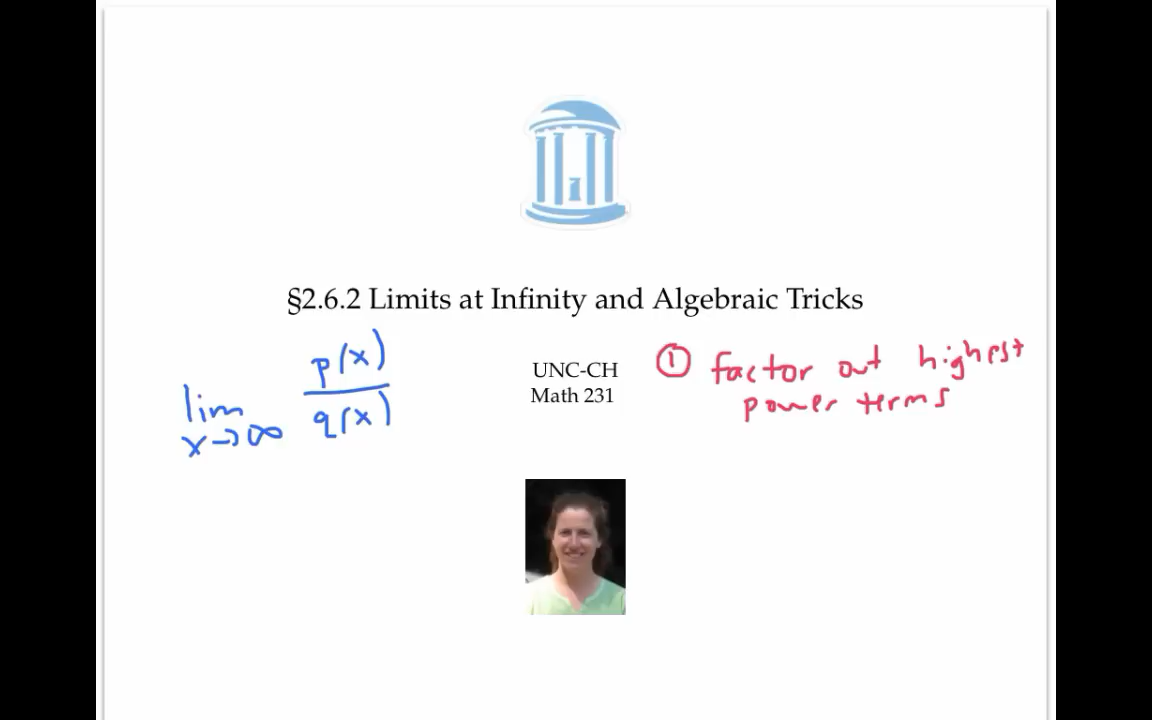 §2.6.2 Limits at Infinity and Algebraic Tricks
lim x→∞ p(x)/q(x)
UNC-CH
Math 231
① factor out highest
power terms